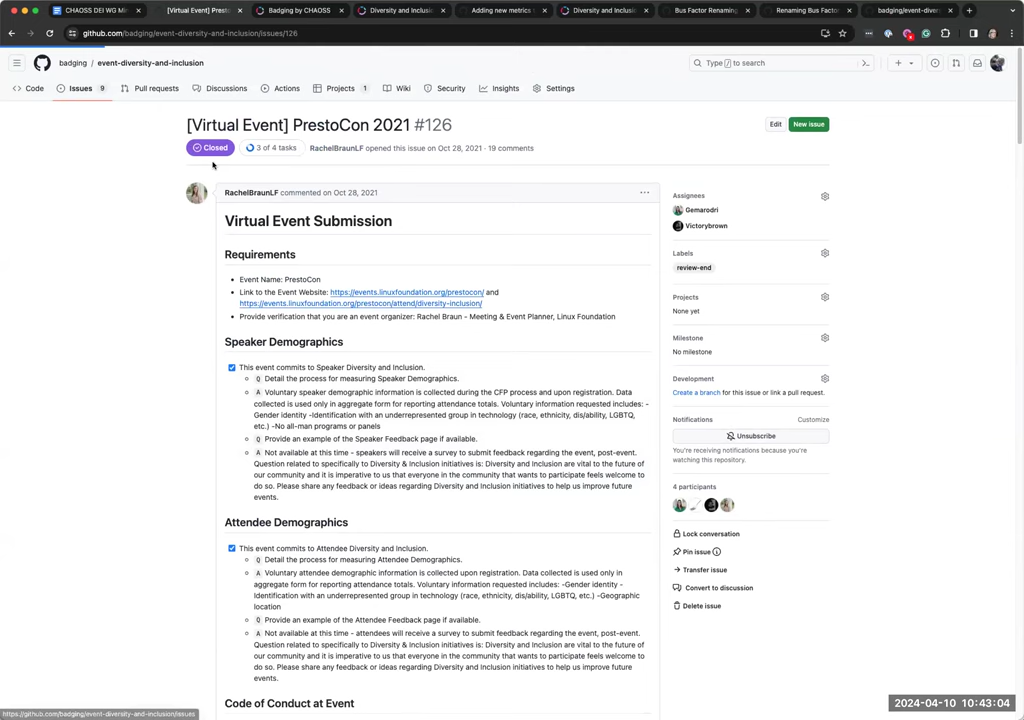 CHAOSS DEI WG M
[Virtual Event] PrestoCon 20
Badging by CHAOSS
Diversity and Inclusi
Adding new metrics
Diversity and Inclusi
Bus Factor Renaming
Renaming Bus Facto
badging/event-diver
github.com/badging/event-diversity-and-inclusion/issues/126
badging / event-diversity-and-inclusion
Type / to search
Code
Issues 9
Pull requests
Discussions
Actions
Projects 1
Wiki
Security
Insights
Settings
[Virtual Event] PrestoCon 2021 #126
Edit
New issue
Closed
3 of 4 tasks
RachelBraunLF opened this issue on Oct 28, 2021 · 19 comments
RachelBraunLF commented on Oct 28, 2021
Virtual Event Submission
Requirements
• Event Name: PrestoCon
• Link to the Event Website: https://events.linuxfoundation.org/prestocon/ and
https://events.linuxfoundation.org/prestocon/attend/diversity-inclusion/
• Provide verification that you are an event organizer: Rachel Braun - Meeting & Event Planner, Linux Foundation
Speaker Demographics
This event commits to Speaker Diversity and Inclusion.
Q Detail the process for measuring Speaker Demographics.
A Voluntary speaker demographic information is collected during the CFP process and upon registration. Data
collected is used only in aggregate form for reporting attendance totals. Voluntary information requested includes: -
Gender identity -Identification with an underrepresented group in technology (race, ethnicity, dis/ability, LGBTQ,
etc.) -No all-man programs or panels
Q Provide an example of the Speaker Feedback page if available.
A Not available at this time - speakers will receive a survey to submit feedback regarding the event, post-event.
Question related to specifically to Diversity & Inclusion initiatives is: Diversity and Inclusion are vital to the future of
our community and it is imperative to us that everyone in the community that wants to participate feels welcome to
do so. Please share any feedback or ideas regarding Diversity and Inclusion initiatives to help us improve future
events.
Attendee Demographics
This event commits to Attendee Diversity and Inclusion.
Q Detail the process for measuring Attendee Demographics.
A Voluntary attendee demographic information is collected upon registration. Data collected is used only in
aggregate form for reporting attendance totals. Voluntary information requested includes: -Gender identity -
Identification with an underrepresented group in technology (race, ethnicity, dis/ability, LGBTQ, etc.) -Geographic
location
Q Provide an example of the Attendee Feedback page if available.
A Not available at this time - attendees will receive a survey to submit feedback regarding the event, post-event.
Question related to specifically to Diversity & Inclusion initiatives is: Diversity and Inclusion are vital to the future of
our community and it is imperative to us that everyone in the community that wants to participate feels welcome to
do so. Please share any feedback or ideas regarding Diversity and Inclusion initiatives to help us improve future
events.
Code of Conduct at Event
Assignees
Gemarodri
Victorybrown
Labels
review-end
Projects
None yet
Milestone
No milestone
Development
Create a branch for this issue or link a pull request.
Notifications
Customize
Unsubscribe
You're receiving notifications because you're
watching this repository.
4 participants
Lock conversation
Pin issue
Transfer issue
Convert to discussion
Delete issue
https://github.com/badging/event-diversity-and-inclusion/issues
2024-04-10 10:43:04